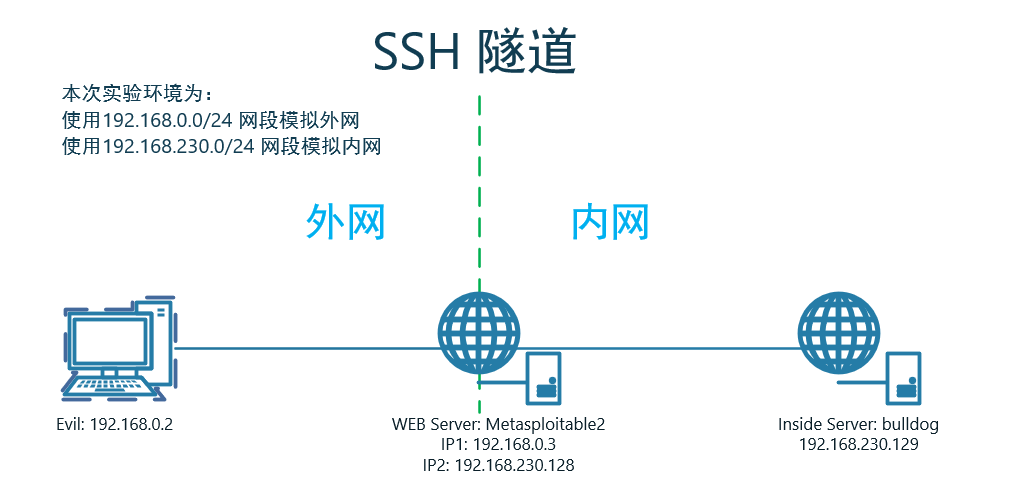 SSH 隧道
本次实验环境为：
使用192.168.0.0/24 网段模拟外网
使用192.168.230.0/24 网段模拟内网
外网
内网
Evil: 192.168.0.2
WEB Server: Metasploitable2
IP1: 192.168.0.3
IP2: 192.168.230.128
Inside Server: bulldog
192.168.230.129